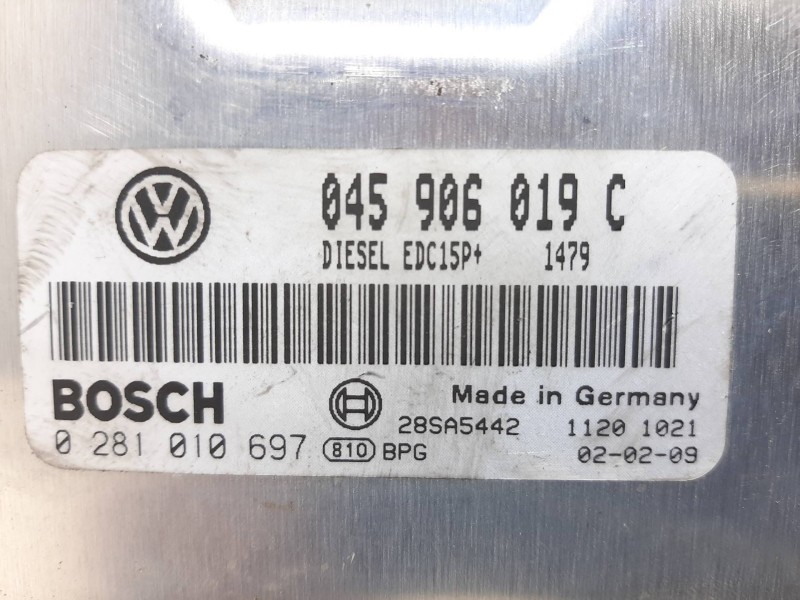 045 906 019 C
DIESEL EDC15P+ 1479
BOSCH
Made in Germany
28SA5442 1120 1021
0 281 010 697 810 BPG 02-02-09